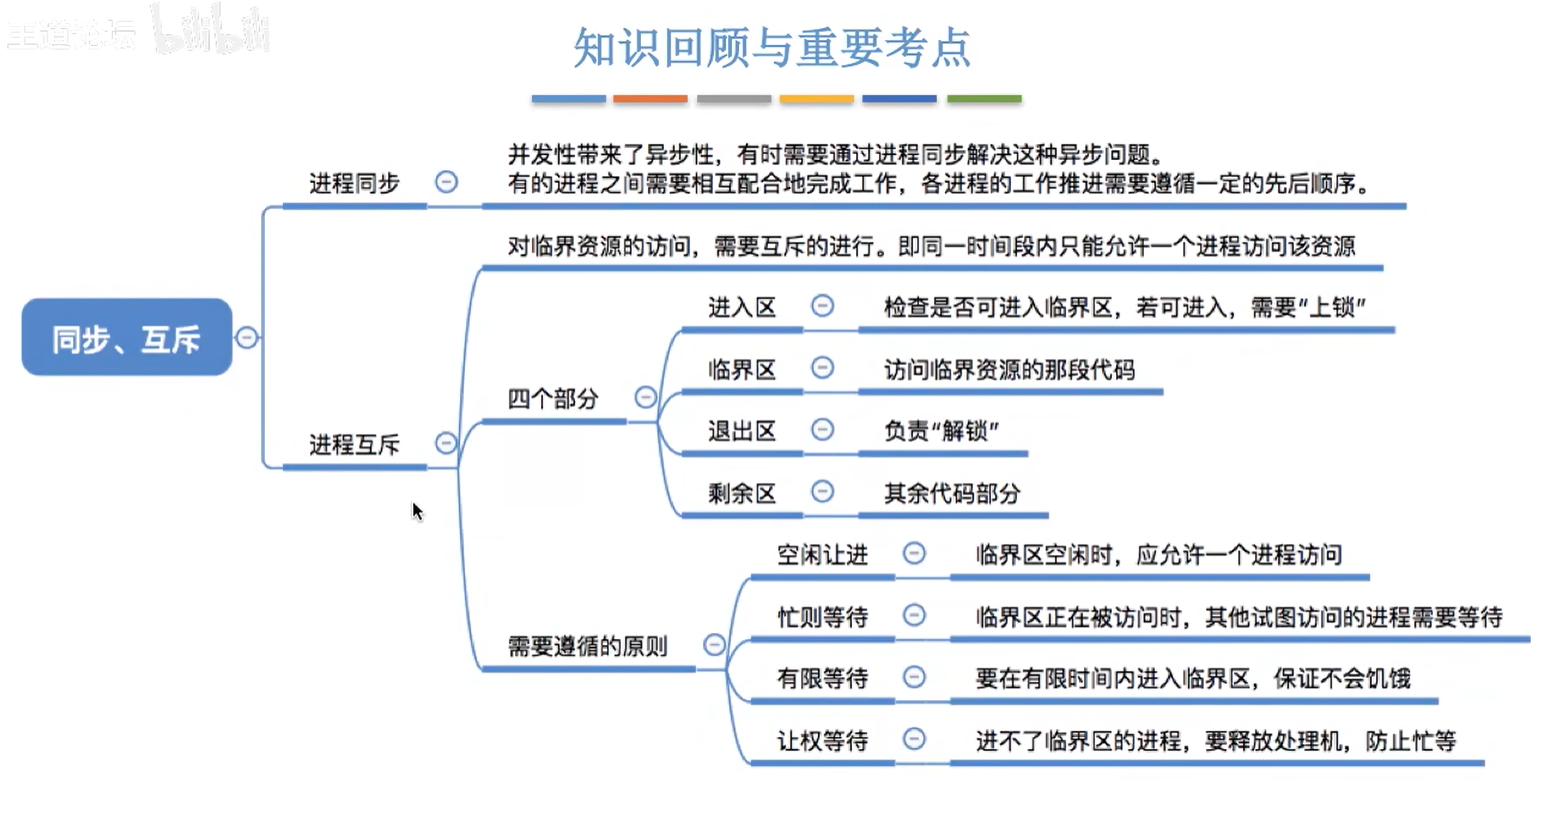 王道论坛 bilibili
知识回顾与重要考点
同步、互斥
进程同步
并发性带来了异步性，有时需要通过进程同步解决这种异步问题。
有的进程之间需要相互配合地完成工作，各进程的工作推进需要遵循一定的先后顺序。
进程互斥
对临界资源的访问，需要互斥的进行。即同一时间段内只能允许一个进程访问该资源
四个部分
进入区
检查是否可进入临界区，若可进入，需要“上锁”
临界区
访问临界资源的那段代码
退出区
负责“解锁”
剩余区
其余代码部分
需要遵循的原则
空闲让进
临界区空闲时，应允许一个进程访问
忙则等待
临界区正在被访问时，其他试图访问的进程需要等待
有限等待
要在有限时间内进入临界区，保证不会饥饿
让权等待
进不了临界区的进程，要释放处理机，防止忙等